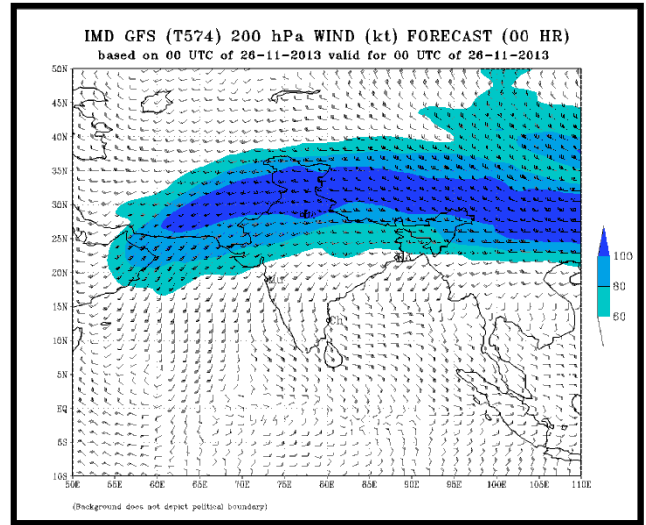 IMD GFS (T574) 200 hPa WIND (kt) FORECAST (00 HR)
based on 00 UTC of 26-11-2013 valid for 00 UTC of 26-11-2013
50N
45N
40N
35N
30N
25N
20N
15N
10N
5N
EQ
5S
10S
50E 55E 60E 65E 70E 75E 80E 85E 90E 95E 100E 105E 110E
100
80
60
(Background does not depict political boundary)